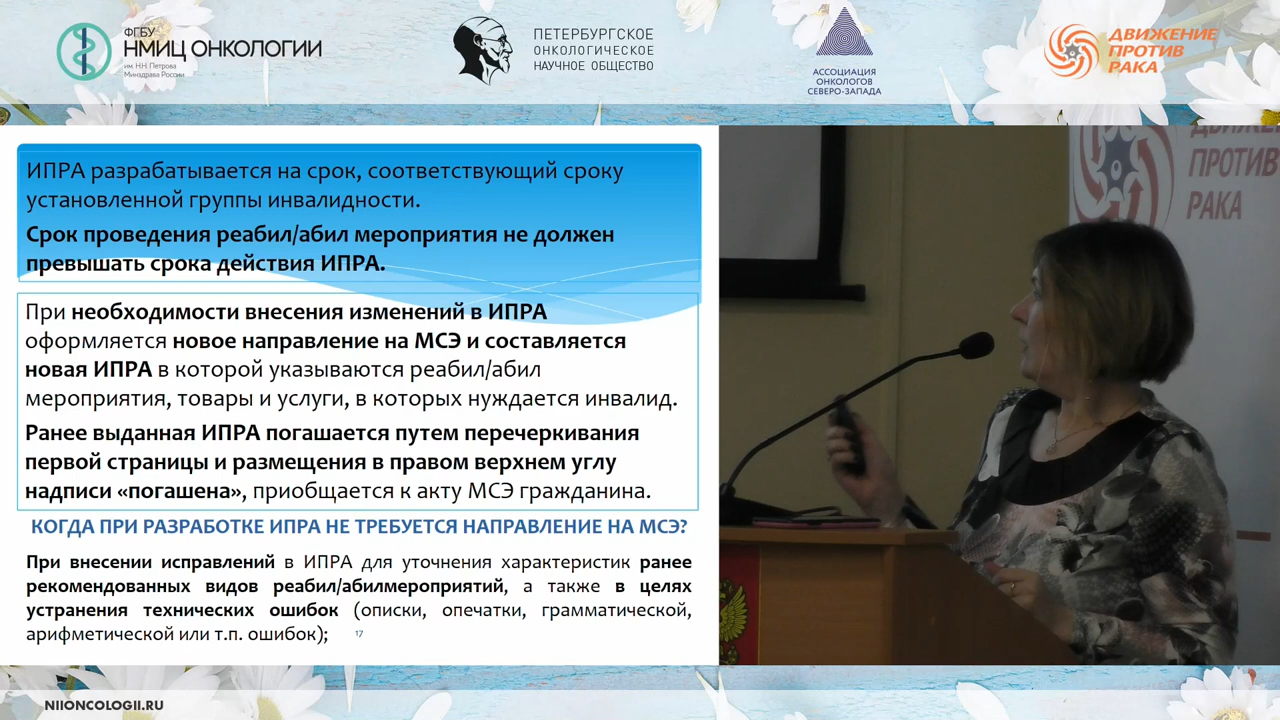 ФГБУ
НМИЦ ОНКОЛОГИИ
им. Н.Н. Петрова
Минздрава России
ПЕТЕРБУРГСКОЕ
ОНКОЛОГИЧЕСКОЕ
НАУЧНОЕ ОБЩЕСТВО
АССОЦИАЦИЯ
ОНКОЛОГОВ
СЕВЕРО-ЗАПАДА
ДВИЖЕНИЕ
ПРОТИВ
РАКА
ИПРА разрабатывается на срок, соответствующий сроку
установленной группы инвалидности.
Срок проведения реабил/абил мероприятия не должен
превышать срока действия ИПРА.
При необходимости внесения изменений в ИПРА
оформляется новое направление на МСЭ и составляется
новая ИПРА в которой указываются реабил/абил
мероприятия, товары и услуги, в которых нуждается инвалид.
Ранее выданная ИПРА погашается путем перечеркивания
первой страницы и размещения в правом верхнем углу
надписи «погашена», приобщается к акту МСЭ гражданина.
КОГДА ПРИ РАЗРАБОТКЕ ИПРА НЕ ТРЕБУЕТСЯ НАПРАВЛЕНИЕ НА МСЭ?
При внесении исправлений в ИПРА для уточнения характеристик ранее
рекомендованных видов реабил/абилмероприятий, а также в целях
устранения технических ошибок (описки, опечатки, грамматической,
арифметической или т.п. ошибок);
17
ДВИЖЕНИЕ
ПРОТИВ
РАКА
NIIONCOLOGII.RU